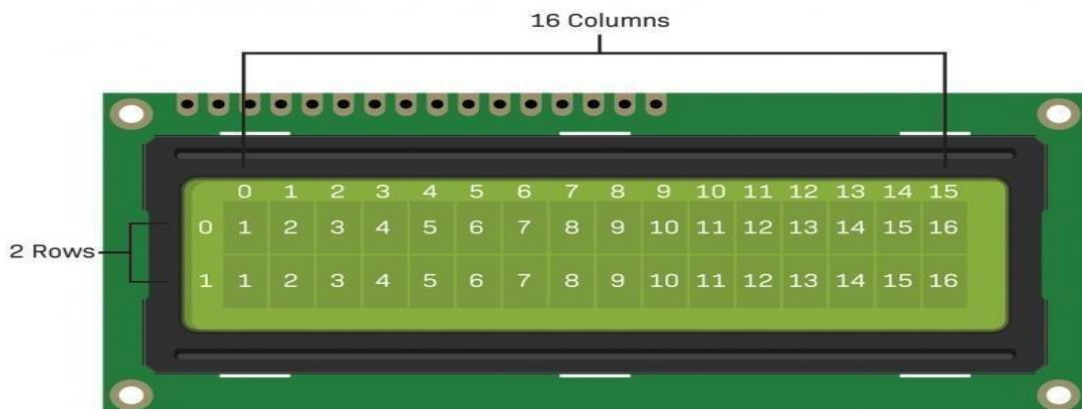 16 Columns
0 1 2 3 4 5 6 7 8 9 10 11 12 13 14 15
0 1 2 3 4 5 6 7 8 9 10 11 12 13 14 15 16
2 Rows
1 1 2 3 4 5 6 7 8 9 10 11 12 13 14 15 16